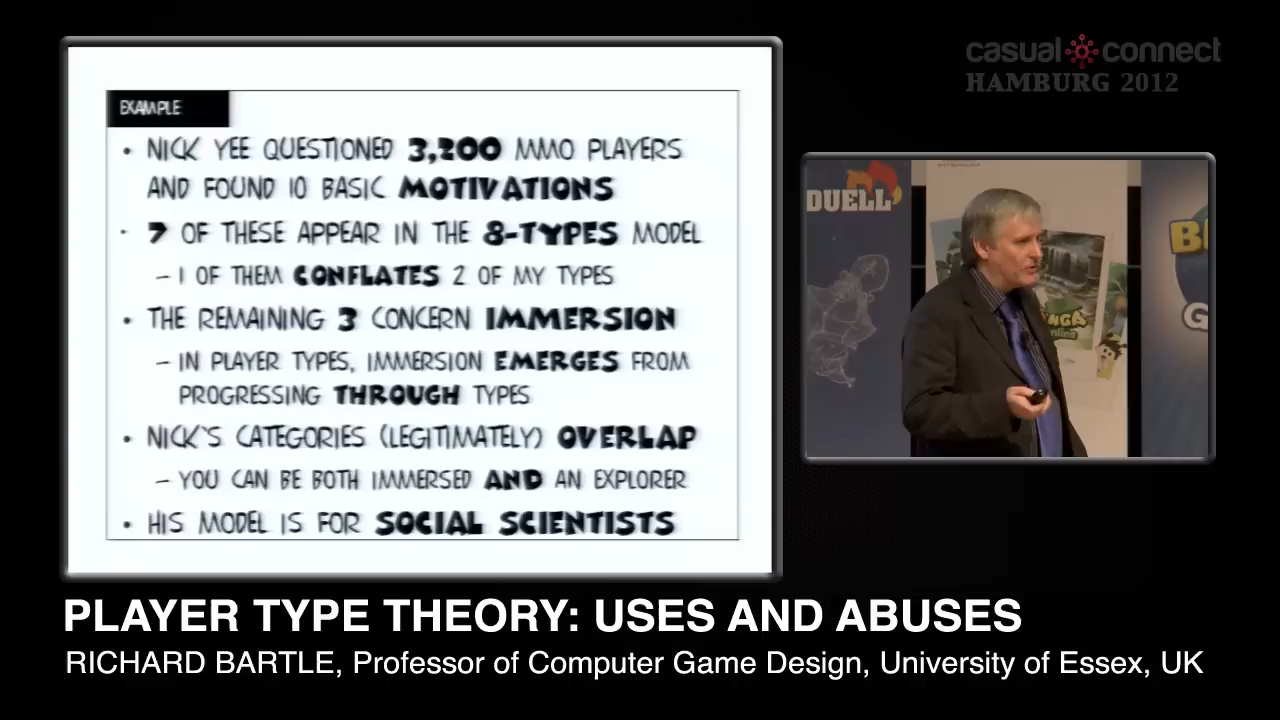 casual connect
HAMBURG 2012
EXAMPLE
• NICK YEE QUESTIONED 3,200 MMO PLAYERS
AND FOUND 10 BASIC MOTIVATIONS
• 7 OF THESE APPEAR IN THE 8-TYPES MODEL
– 1 OF THEM CONFLATES 2 OF MY TYPES
• THE REMAINING 3 CONCERN IMMERSION
– IN PLAYER TYPES, IMMERSION EMERGES FROM
PROGRESSING THROUGH TYPES
• NICK'S CATEGORIES (LEGITIMATELY) OVERLAP
– YOU CAN BE BOTH IMMERSED AND AN EXPLORER
• HIS MODEL IS FOR SOCIAL SCIENTISTS
DUELL
PLAYER TYPE THEORY: USES AND ABUSES
RICHARD BARTLE, Professor of Computer Game Design, University of Essex, UK